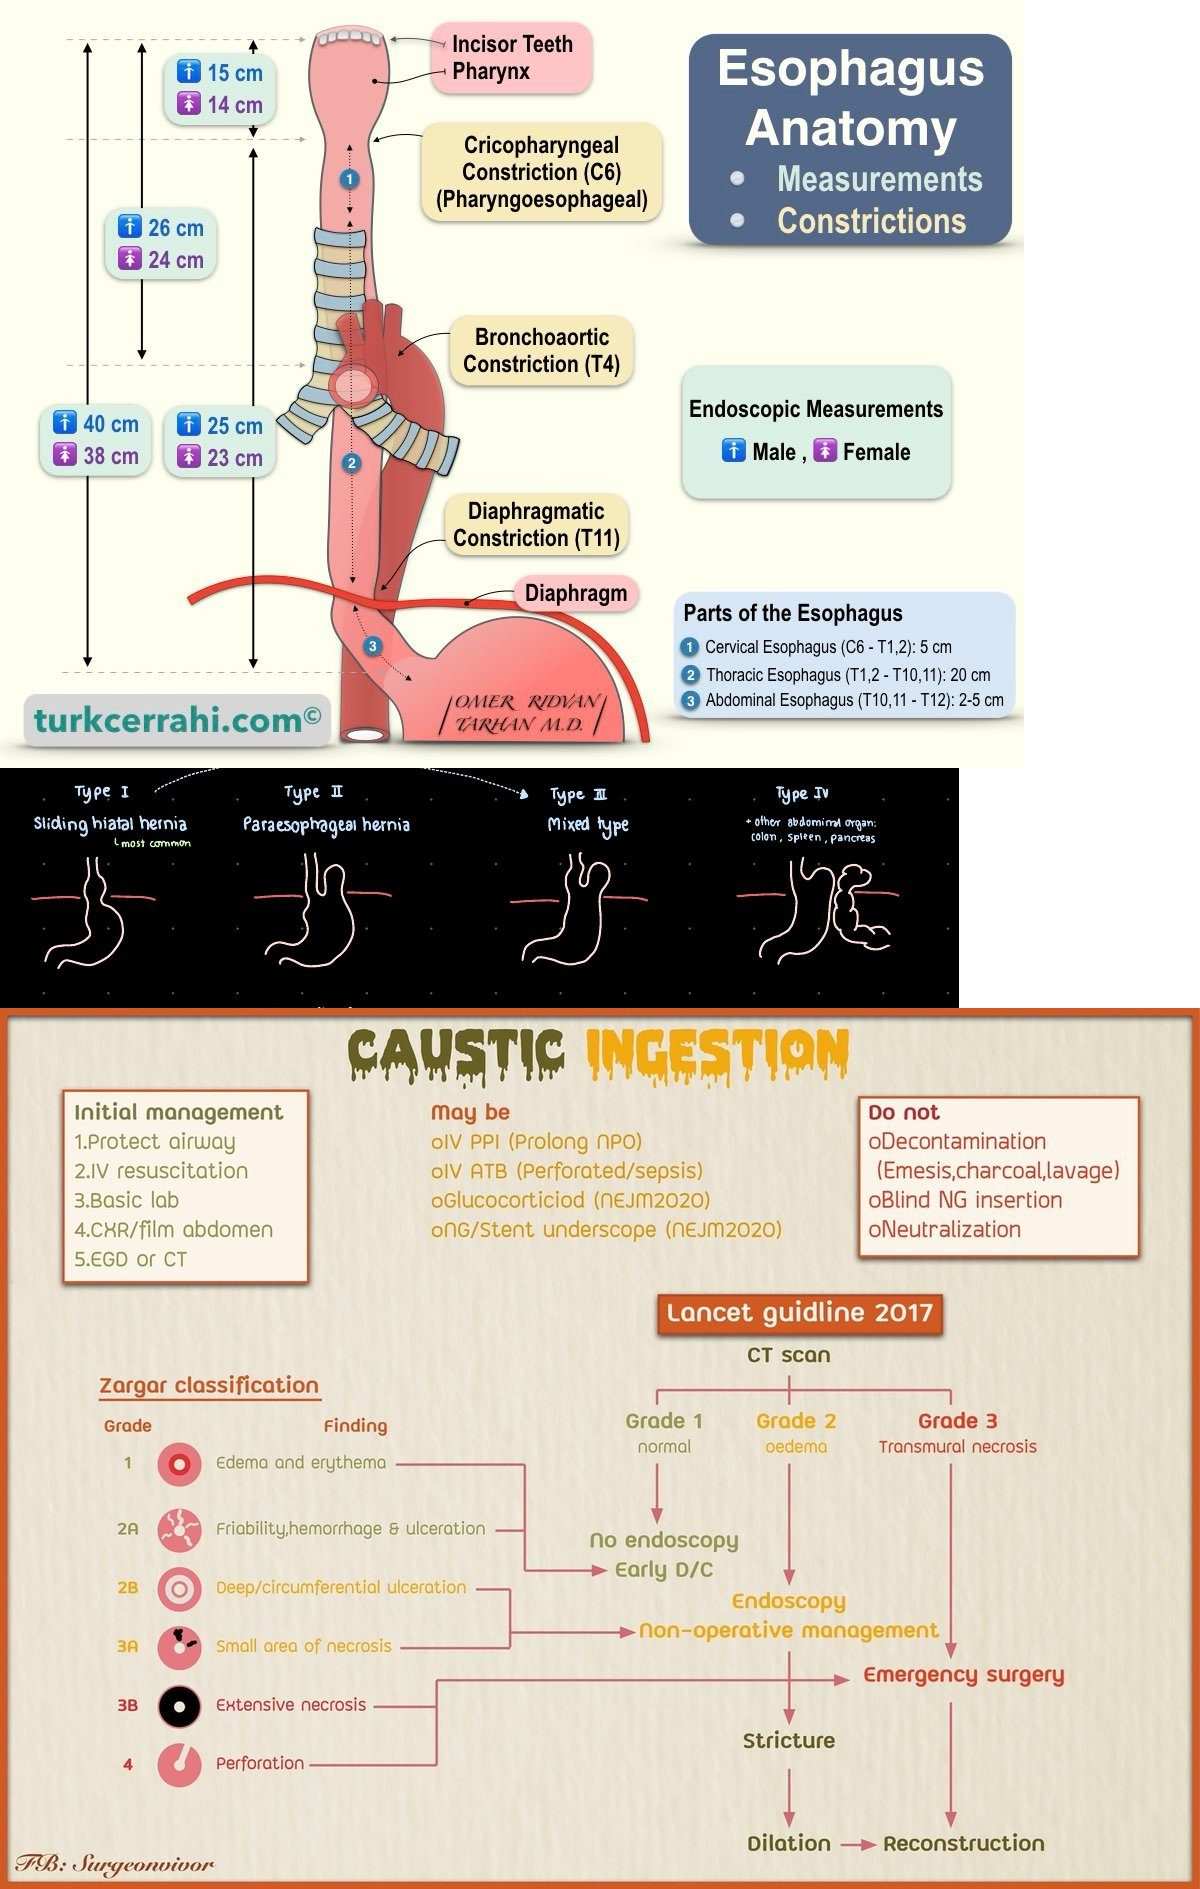 Esophagus
Anatomy
Measurements
Constrictions
Incisor Teeth
Pharynx
15 cm
14 cm
Cricopharyngeal
Constriction (C6)
(Pharyngoesophageal)
1
26 cm
24 cm
Bronchoaortic
Constriction (T4)
Endoscopic Measurements
Male , Female
40 cm
38 cm
25 cm
23 cm
2
Diaphragmatic
Constriction (T11)
Diaphragm
3
Parts of the Esophagus
1 Cervical Esophagus (C6 - T1,2): 5 cm
2 Thoracic Esophagus (T1,2 - T10,11): 20 cm
3 Abdominal Esophagus (T10,11 - T12): 2-5 cm
OMER RIDVAN
TARHAN M.D.
turkcerrahi.com©
Type I
Sliding hiatal hernia
most common
Type II
Paraesophageal hernia
Type III
Mixed type
Type IV
+ other abdominal organ:
colon, spleen, pancreas
CAUSTIC INGESTION
Initial management
1.Protect airway
2.IV resuscitation
3.Basic lab
4.CXR/film abdomen
5.EGD or CT
May be
oIV PPI (Prolong NPO)
oIV ATB (Perforated/sepsis)
oGlucocorticiod (NEJM2020)
oNG/Stent underscope (NEJM2020)
Do not
oDecontamination
(Emesis,charcoal,lavage)
oBlind NG insertion
oNeutralization
Lancet guidline 2017
CT scan
Grade 1
normal
Grade 2
oedema
Grade 3
Transmural necrosis
No endoscopy
Early D/C
Endoscopy
Non-operative management
Emergency surgery
Stricture
Dilation
Reconstruction
Zargar classification
Grade Finding
1 Edema and erythema
2A Friability,hemorrhage & ulceration
2B Deep/circumferential ulceration
3A Small area of necrosis
3B Extensive necrosis
4 Perforation
FB: Surgeonvivor